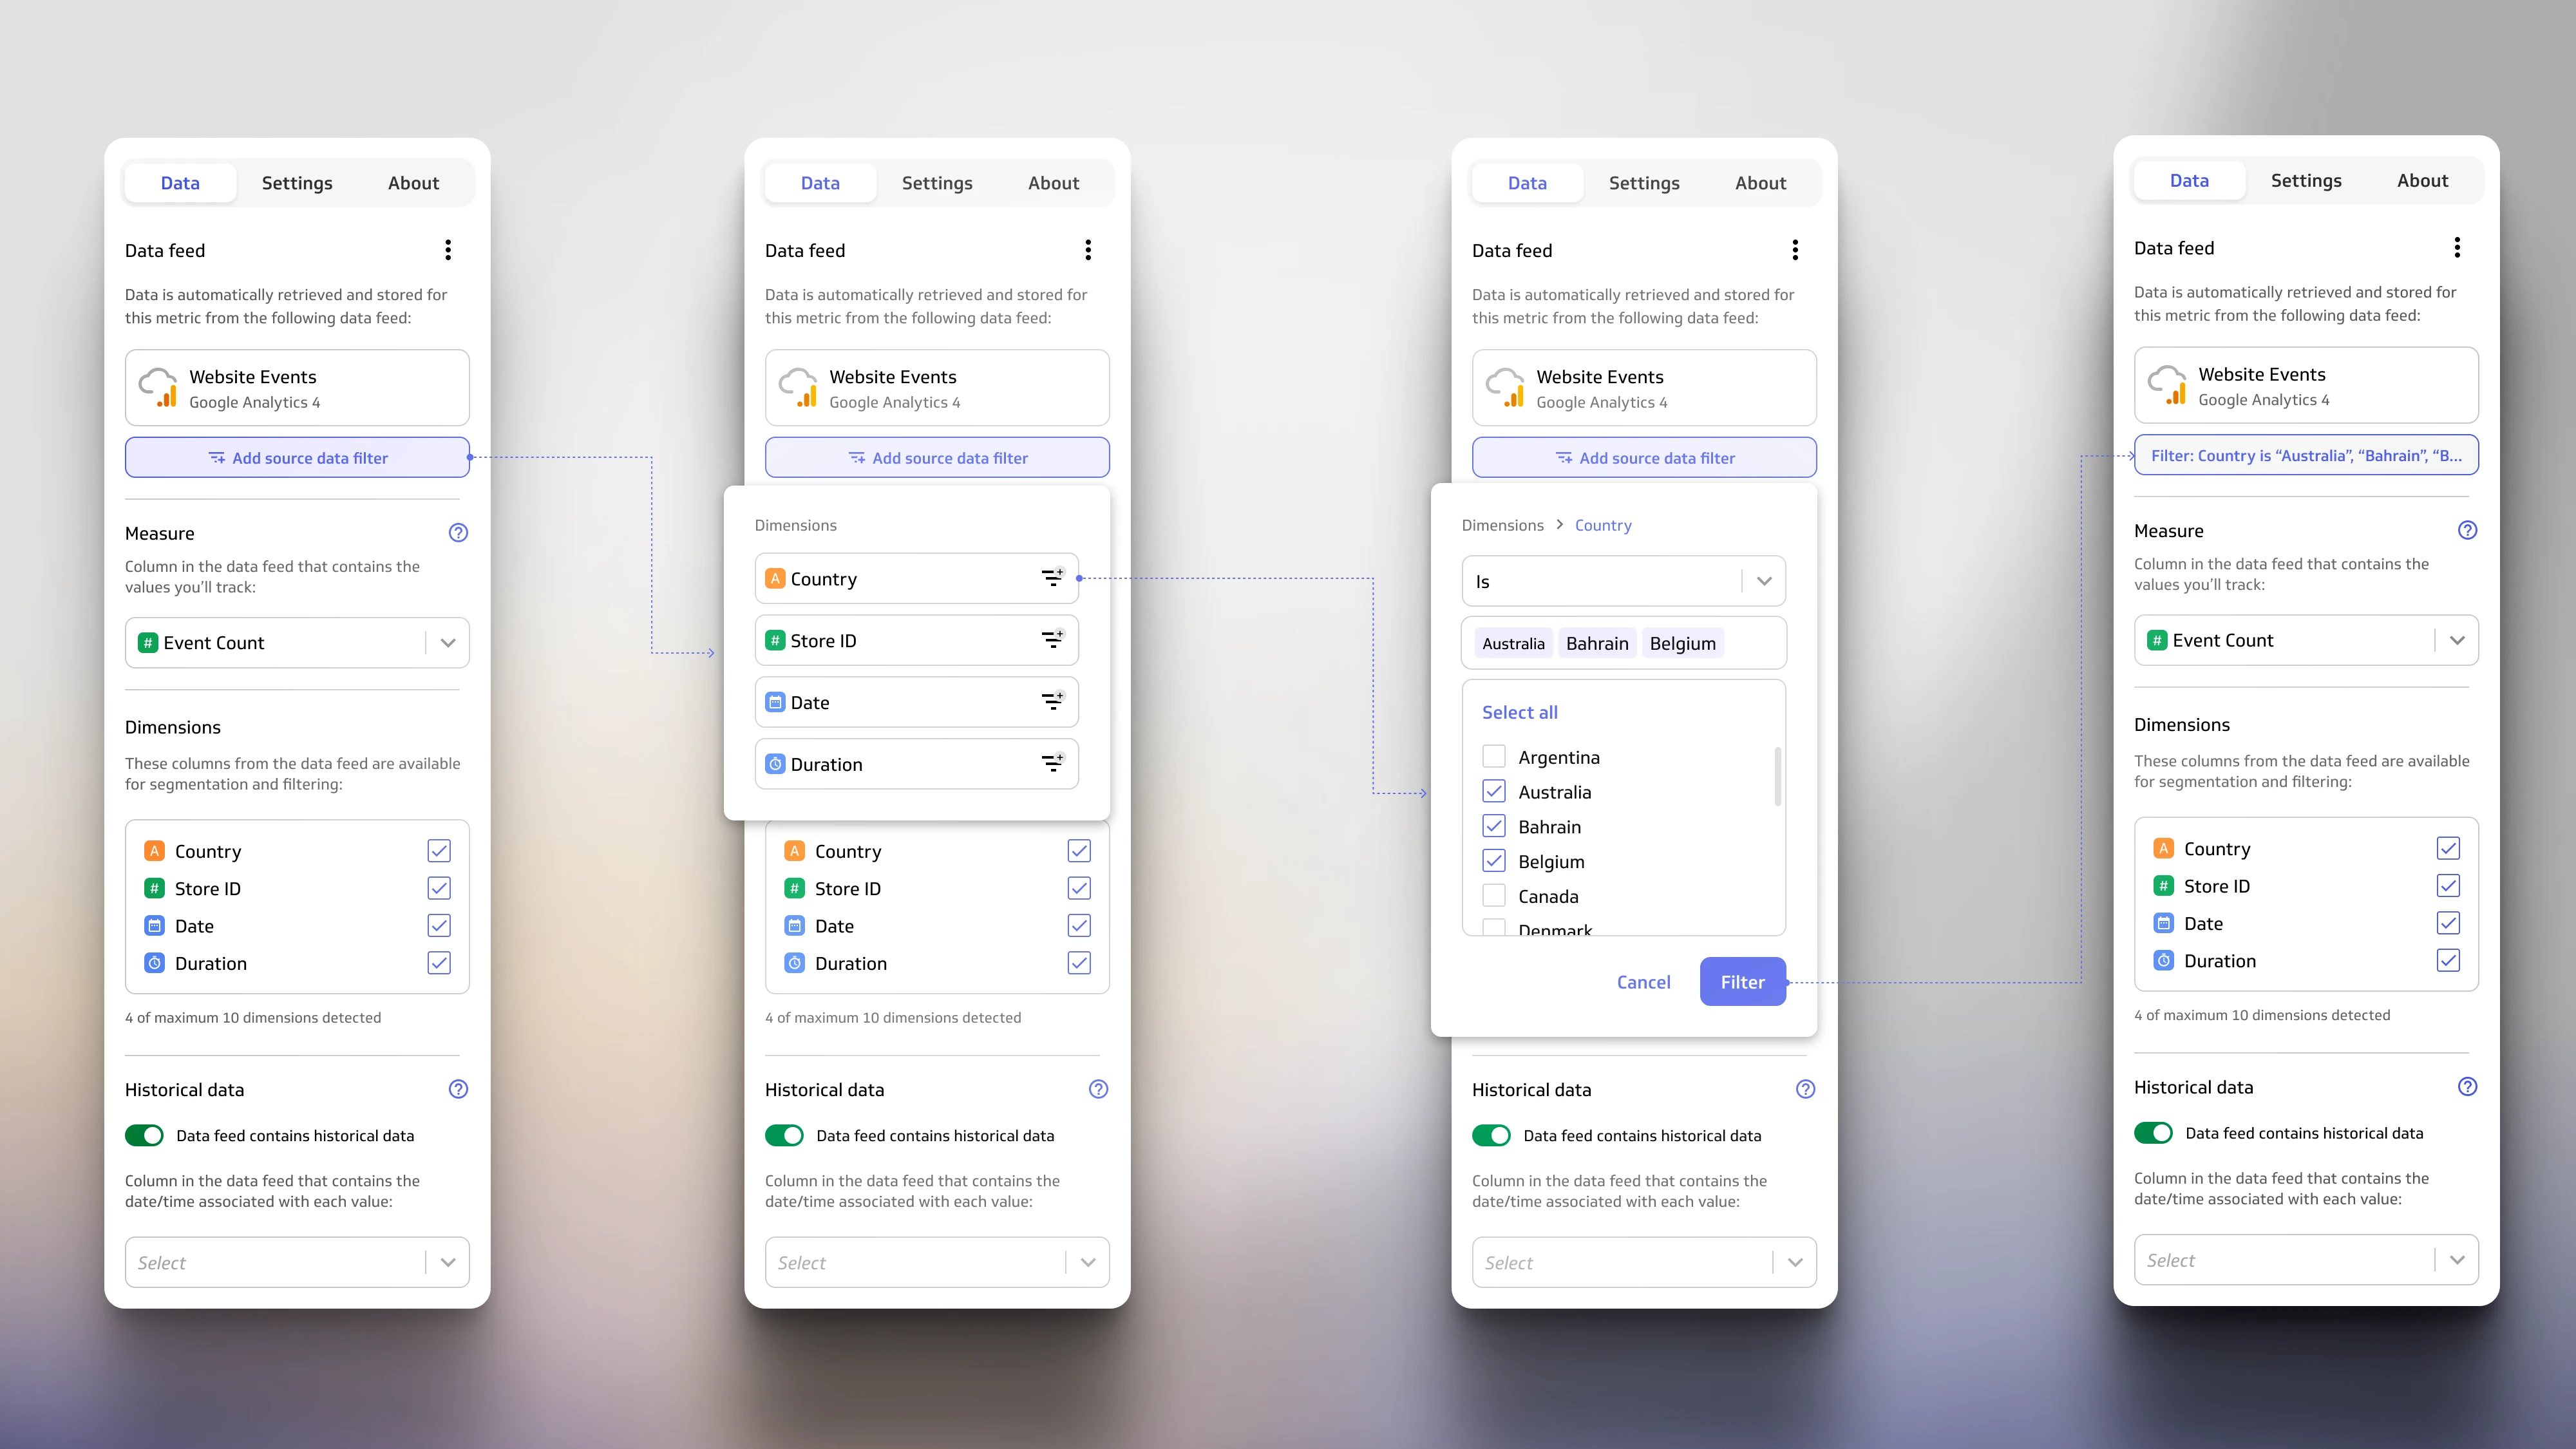 Data Settings About
Data feed
Data is automatically retrieved and stored for
this metric from the following data feed:
Website Events
Google Analytics 4
Add source data filter
Measure
Column in the data feed that contains the
values you'll track:
# Event Count
Dimensions
These columns from the data feed are available
for segmentation and filtering:
A Country
# Store ID
Date
Duration
4 of maximum 10 dimensions detected
Historical data
Data feed contains historical data
Column in the data feed that contains the
date/time associated with each value:
Select
Data Settings About
Data feed
Data is automatically retrieved and stored for
this metric from the following data feed:
Website Events
Google Analytics 4
Add source data filter
Dimensions
A Country
# Store ID
Date
Duration
A Country
# Store ID
Date
Duration
4 of maximum 10 dimensions detected
Historical data
Data feed contains historical data
Column in the data feed that contains the
date/time associated with each value:
Select
Data Settings About
Data feed
Data is automatically retrieved and stored for
this metric from the following data feed:
Website Events
Google Analytics 4
Add source data filter
Dimensions > Country
Is
Australia Bahrain Belgium
Select all
Argentina
Australia
Bahrain
Belgium
Canada
Denmark
Cancel Filter
Historical data
Data feed contains historical data
Column in the data feed that contains the
date/time associated with each value:
Select
Data Settings About
Data feed
Data is automatically retrieved and stored for
this metric from the following data feed:
Website Events
Google Analytics 4
Filter: Country is “Australia”, “Bahrain”, “B...
Measure
Column in the data feed that contains the
values you'll track:
# Event Count
Dimensions
These columns from the data feed are available
for segmentation and filtering:
A Country
# Store ID
Date
Duration
4 of maximum 10 dimensions detected
Historical data
Data feed contains historical data
Column in the data feed that contains the
date/time associated with each value:
Select